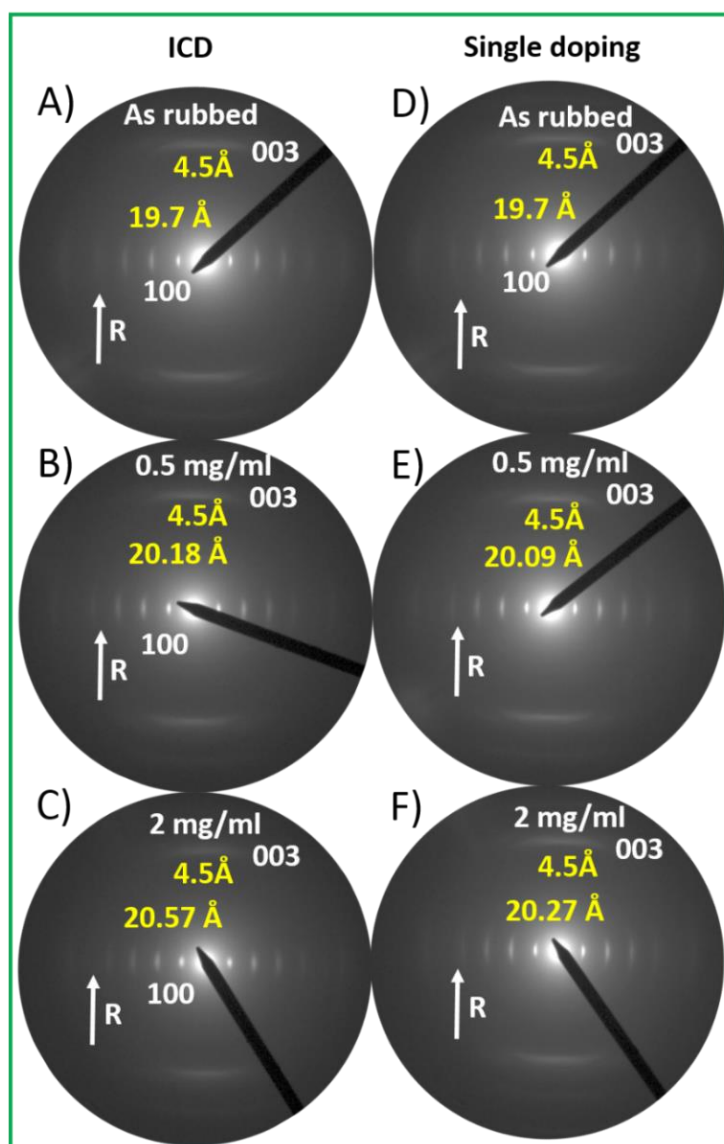 ICD
Single doping
A)
As rubbed
003
4.5Å
19.7 Å
100
R
D)
As rubbed
003
4.5Å
19.7 Å
100
R
B)
0.5 mg/ml
003
4.5Å
20.18 Å
100
R
E)
0.5 mg/ml
003
4.5Å
20.09 Å
R
C)
2 mg/ml
003
4.5Å
20.57 Å
100
R
F)
2 mg/ml
003
4.5Å
20.27 Å
R